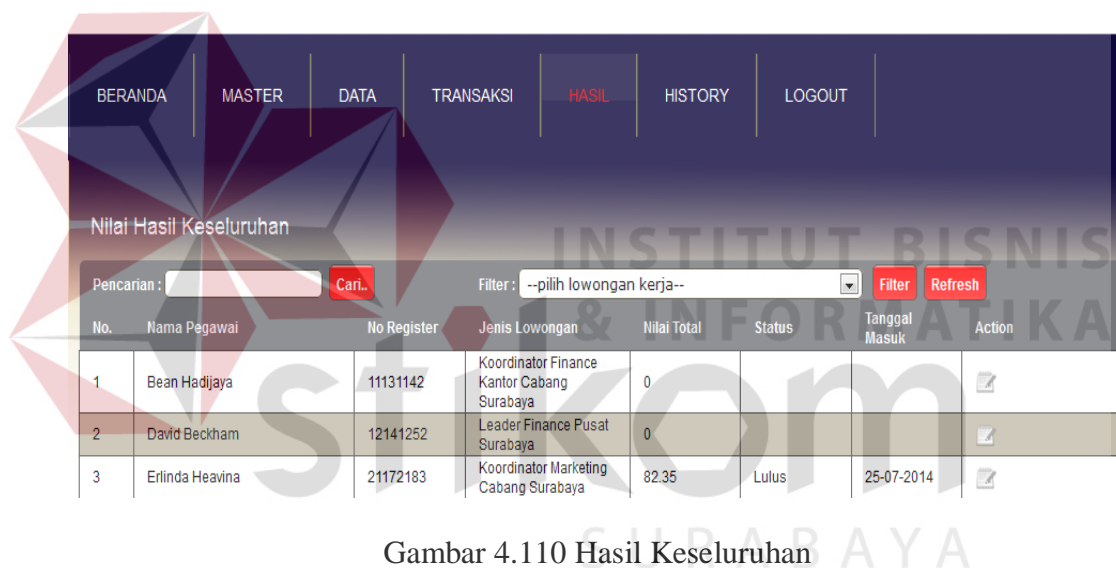 BERANDA MASTER DATA TRANSAKSI HASIL HISTORY LOGOUT
Nilai Hasil Keseluruhan
INSTITUT BISNIS
Pencarian : Cari.. Filter : --pilih lowongan kerja-- Filter Refresh
& INFORMATIKA
No. Nama Pegawai No Register Jenis Lowongan Nilai Total Status Tanggal Masuk Action
1 Bean Hadijaya 11131142 Koordinator Finance Kantor Cabang Surabaya 0
2 David Beckham 12141252 Leader Finance Pusat Surabaya 0
3 Erlinda Heavina 21172183 Koordinator Marketing Cabang Surabaya 82.35 Lulus 25-07-2014
stikom
SURABAYA
Gambar 4.110 Hasil Keseluruhan